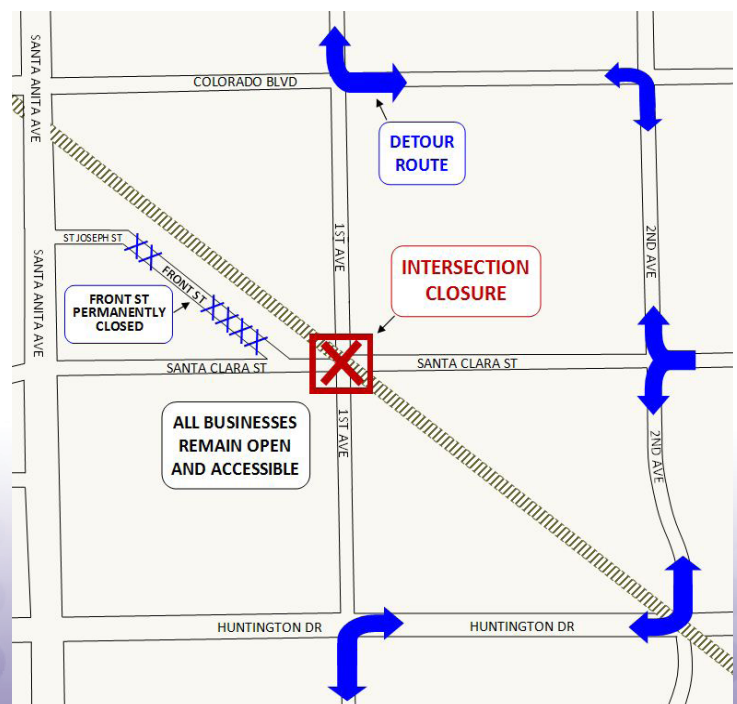 SANTA ANITA AVE
COLORADO BLVD
DETOUR
ROUTE
1ST AVE
2ND AVE
ST JOSEPH ST
FRONT ST
SANTA ANITA AVE
INTERSECTION
CLOSURE
FRONT ST
PERMANENTLY
CLOSED
SANTA CLARA ST
SANTA CLARA ST
ALL BUSINESSES
REMAIN OPEN
AND ACCESSIBLE
1ST AVE
2ND AVE
HUNTINGTON DR
HUNTINGTON DR